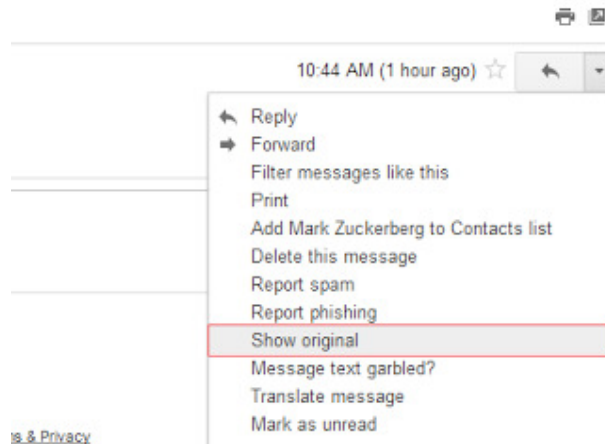 10:44 AM (1 hour ago)
Reply
Forward
Filter messages like this
Print
Add Mark Zuckerberg to Contacts list
Delete this message
Report spam
Report phishing
Show original
Message text garbled?
Translate message
Mark as unread
& Privacy